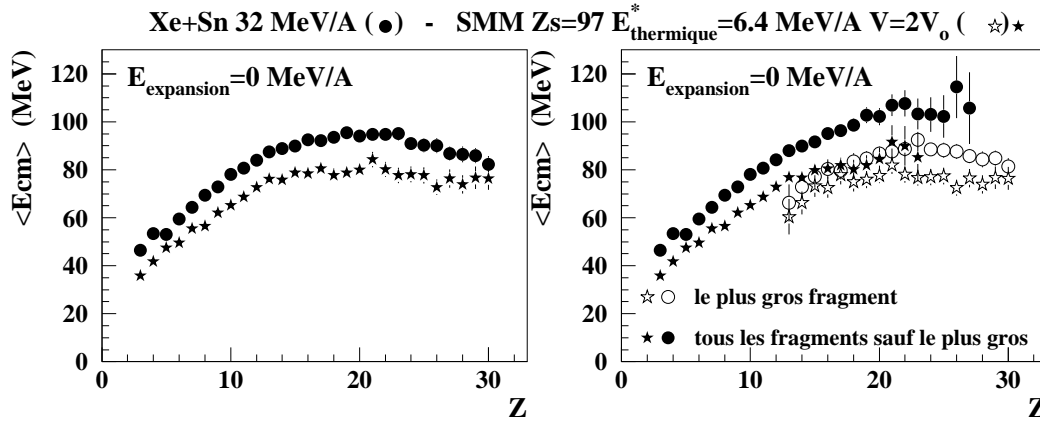 Xe+Sn 32 MeV/A (●) - SMM Zs=97 E*thermique=6.4 MeV/A V=2Vo ( ☆)★
<Ecm> (MeV)
120
100
80
60
40
20
0
Eexpansion=0 MeV/A
0 10 20 30
Z
<Ecm> (MeV)
120
100
80
60
40
20
0
Eexpansion=0 MeV/A
☆○ le plus gros fragment
★● tous les fragments sauf le plus gros
0 10 20 30
Z